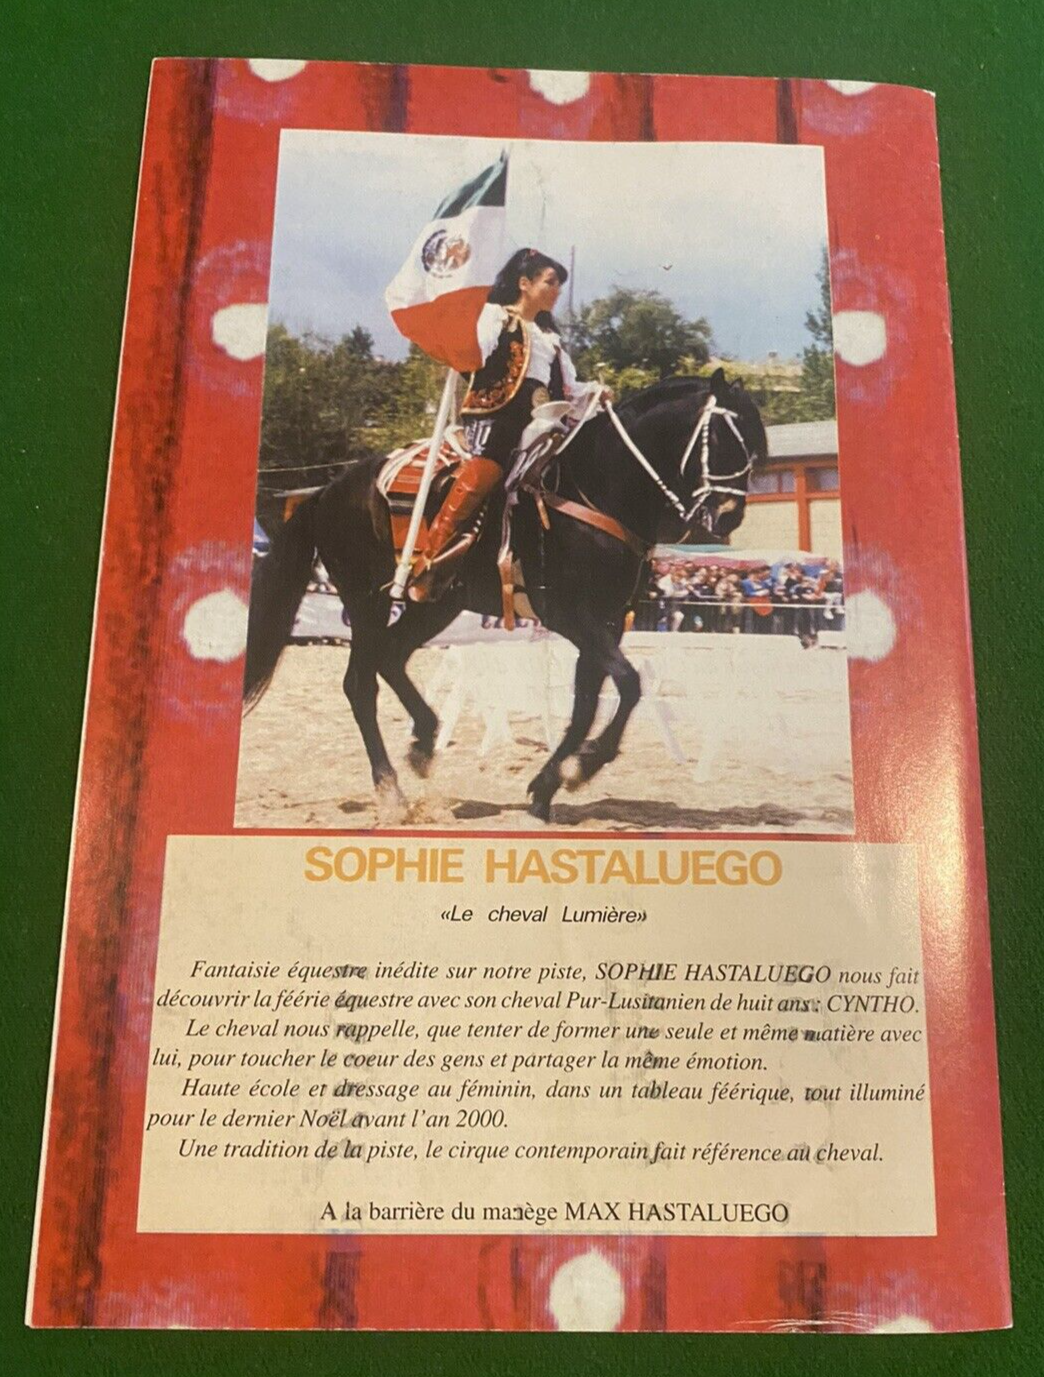 SOPHIE HASTALUEGO
«Le cheval Lumière»
Fantaisie équestre inédite sur notre piste, SOPHIE HASTALUEGO nous fait
découvrir la féérie équestre avec son cheval Pur-Lusitanien de huit ans : CYNTHO.
Le cheval nous rappelle, que tenter de former une seule et même matière avec
lui, pour toucher le coeur des gens et partager la même émotion.
Haute école et dressage au féminin, dans un tableau féérique, tout illuminé
pour le dernier Noël avant l'an 2000.
Une tradition de la piste, le cirque contemporain fait référence au cheval.
A la barrière du manège MAX HASTALUEGO